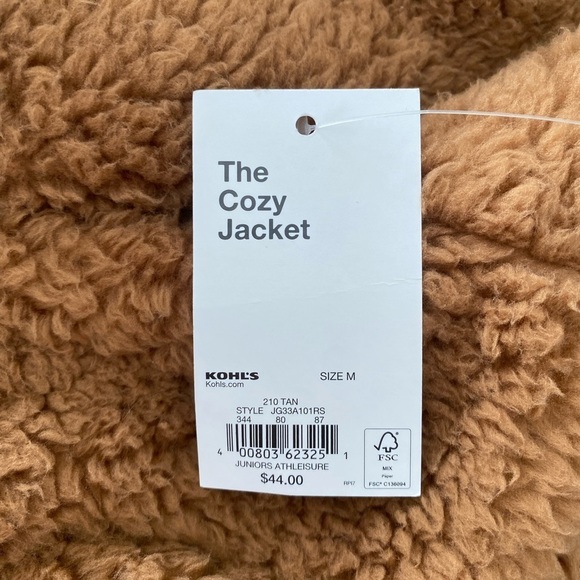 The
Cozy
Jacket
KOHL'S SIZE M
Kohls.com
210 TAN
STYLE JG33A101RS
344 80 87
4 00803 62325 1
JUNIORS ATHLEISURE
$44.00 RP17
FSC
MIX
Paper
FSC® C136094